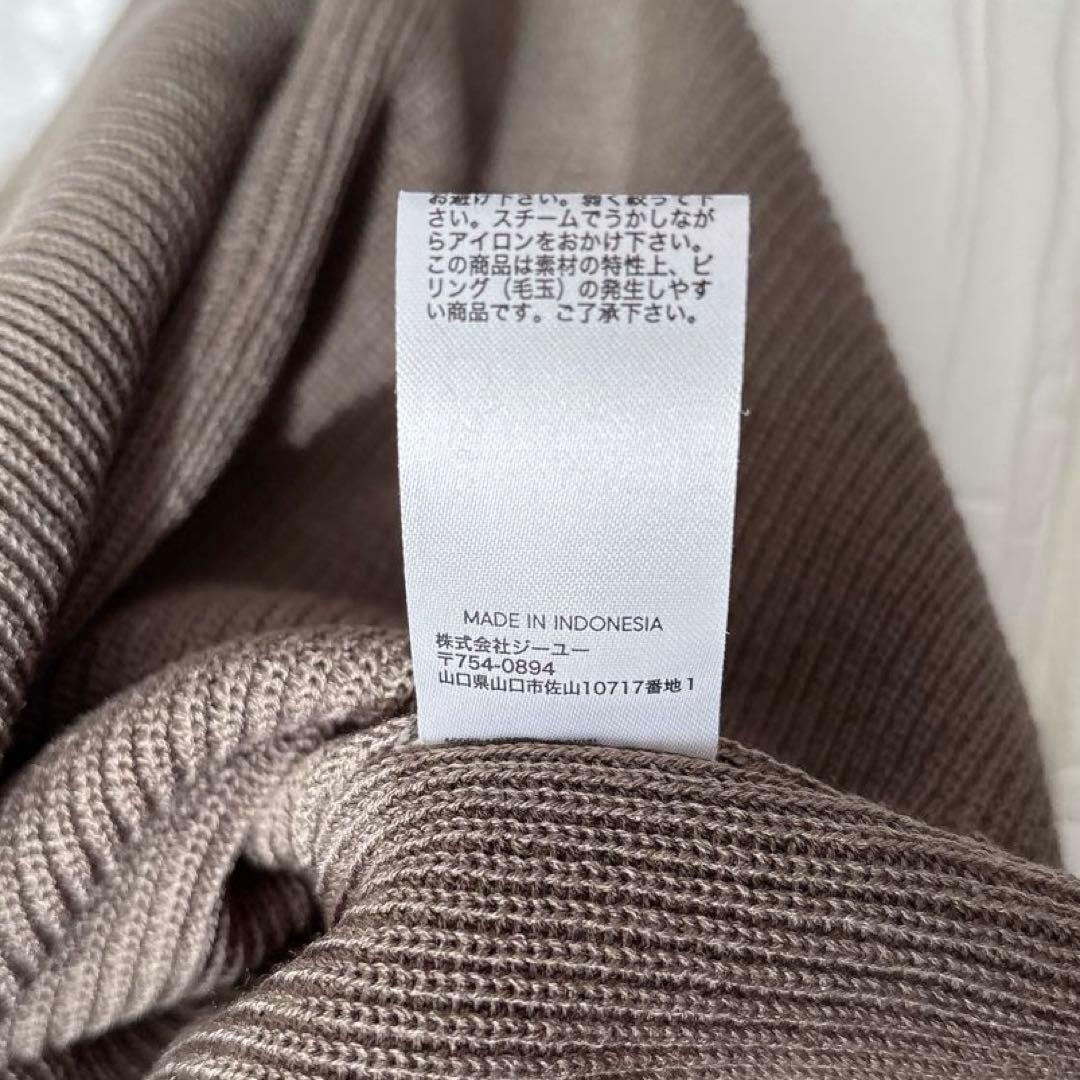 お避け下さい。弱く絞って下
さい。スチームでうかしなが
らアイロンをおかけ下さい。
この商品は素材の特性上、ピ
リング（毛玉）の発生しやす
い商品です。ご了承下さい。
MADE IN INDONESIA
株式会社ジーユー
〒754-0894
山口県山口市佐山10717番地1